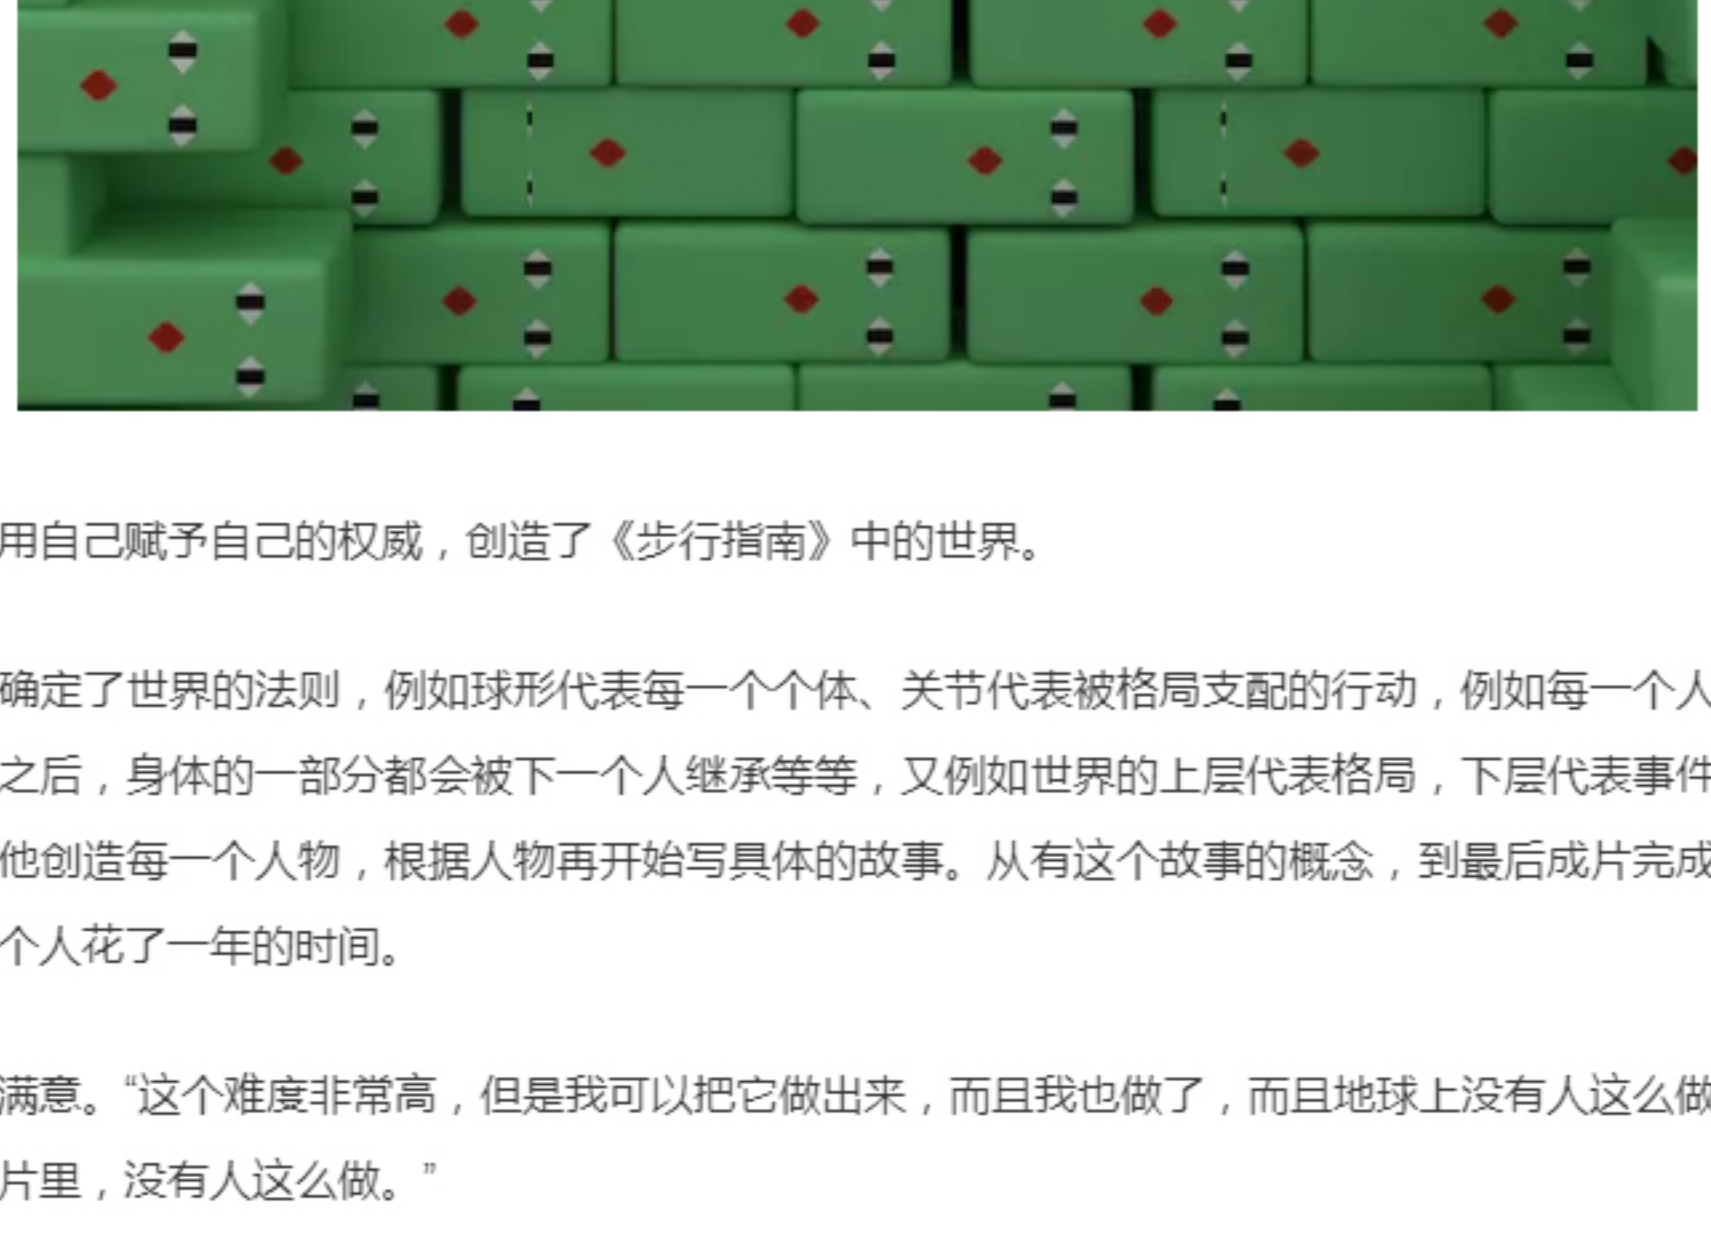 用自己赋予自己的权威，创造了《步行指南》中的世界。
确定了世界的法则，例如球形代表每一个个体、关节代表被格局支配的行动，例如每一个人
之后，身体的一部分都会被下一个人继承等等，又例如世界的上层代表格局，下层代表事件
他创造每一个人物，根据人物再开始写具体的故事。从有这个故事的概念，到最后成片完成
个人花了一年的时间。
满意。“这个难度非常高，但是我可以把它做出来，而且我也做了，而且地球上没有人这么做
片里，没有人这么做。”